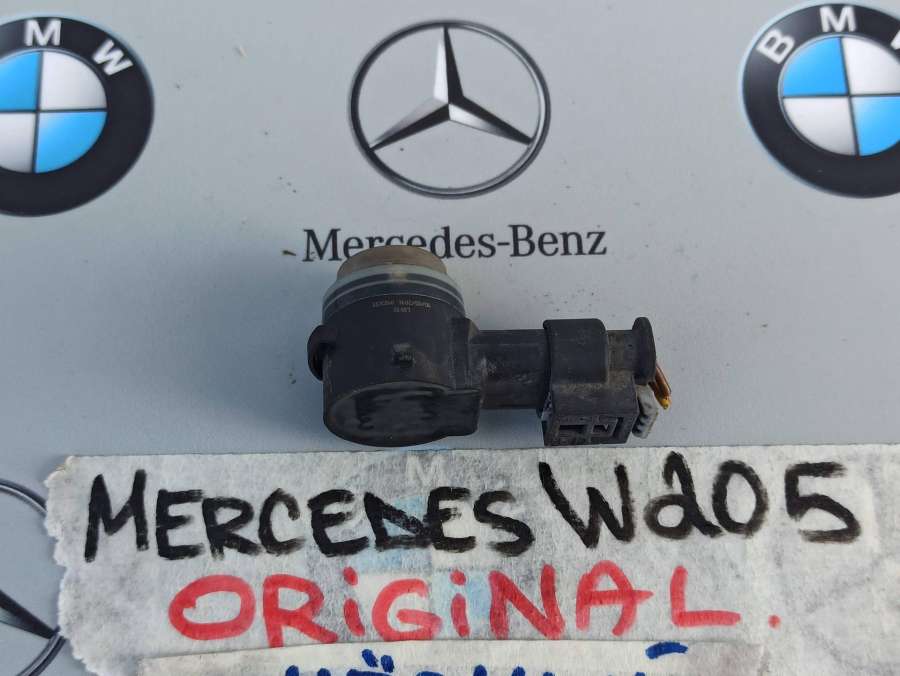 BMW
BMW
Mercedes-Benz
MERCEDES W205
ORiGiNAL.